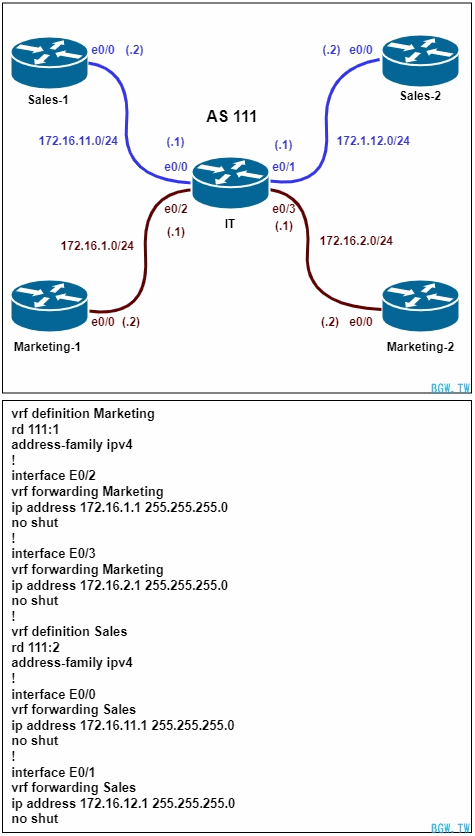 e0/0 (.2)
(.2) e0/0
Sales-1
Sales-2
AS 111
172.16.11.0/24
(.1)
(.1)
172.1.12.0/24
e0/0
e0/1
e0/2
e0/3
IT
(.1)
(.1)
172.16.1.0/24
172.16.2.0/24
e0/0 (.2)
(.2) e0/0
Marketing-1
Marketing-2
BGW.TW
vrf definition Marketing
rd 111:1
address-family ipv4
!
interface E0/2
vrf forwarding Marketing
ip address 172.16.1.1 255.255.255.0
no shut
!
interface E0/3
vrf forwarding Marketing
ip address 172.16.2.1 255.255.255.0
no shut
!
vrf definition Sales
rd 111:2
address-family ipv4
!
interface E0/0
vrf forwarding Sales
ip address 172.16.11.1 255.255.255.0
no shut
!
interface E0/1
vrf forwarding Sales
ip address 172.16.12.1 255.255.255.0
no shut
BGW.TW